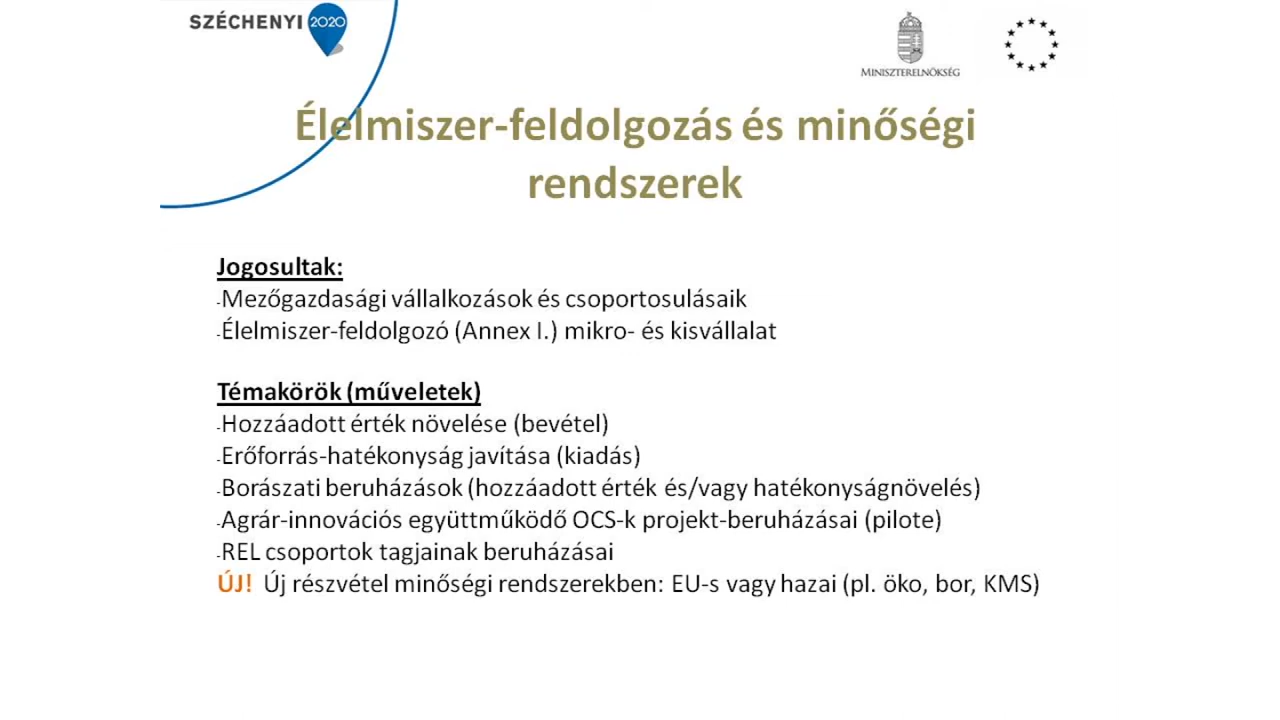 SZÉCHENYI 2020
MINISZTERELNÖKSÉG
Élelmiszer-feldolgozás és minőségi
rendszerek
Jogosultak:
-Mezőgazdasági vállalkozások és csoportosulásaik
-Élelmiszer-feldolgozó (Annex I.) mikro- és kisvállalat
Témakörök (műveletek)
-Hozzáadott érték növelése (bevétel)
-Erőforrás-hatékonyság javítása (kiadás)
-Borászati beruházások (hozzáadott érték és/vagy hatékonyságnövelés)
-Agrár-innovációs együttműködő OCS-k projekt-beruházásai (pilote)
-REL csoportok tagjainak beruházásai
ÚJ! Új részvétel minőségi rendszerekben: EU-s vagy hazai (pl. öko, bor, KMS)